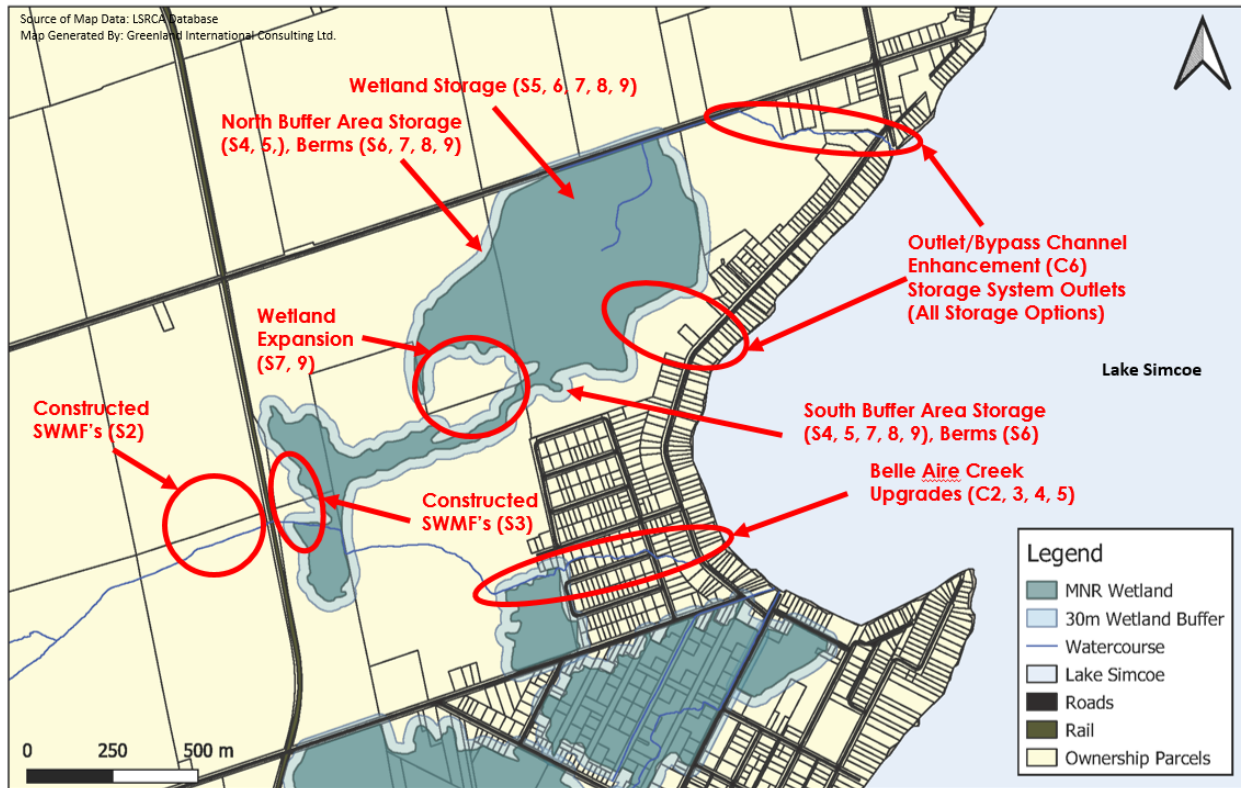 Source of Map Data: LSRCA Database
Map Generated By: Greenland International Consulting Ltd.
Wetland Storage (S5, 6, 7, 8, 9)
North Buffer Area Storage
(S4, 5,), Berms (S6, 7, 8, 9)
Outlet/Bypass Channel
Enhancement (C6)
Storage System Outlets
(All Storage Options)
Wetland
Expansion
(S7, 9)
Lake Simcoe
Constructed
SWMF's (S2)
South Buffer Area Storage
(S4, 5, 7, 8, 9), Berms (S6)
Belle Aire Creek
Upgrades (C2, 3, 4, 5)
Constructed
SWMF's (S3)
Legend
MNR Wetland
30m Wetland Buffer
Watercourse
Lake Simcoe
Roads
Rail
Ownership Parcels
0 250 500 m